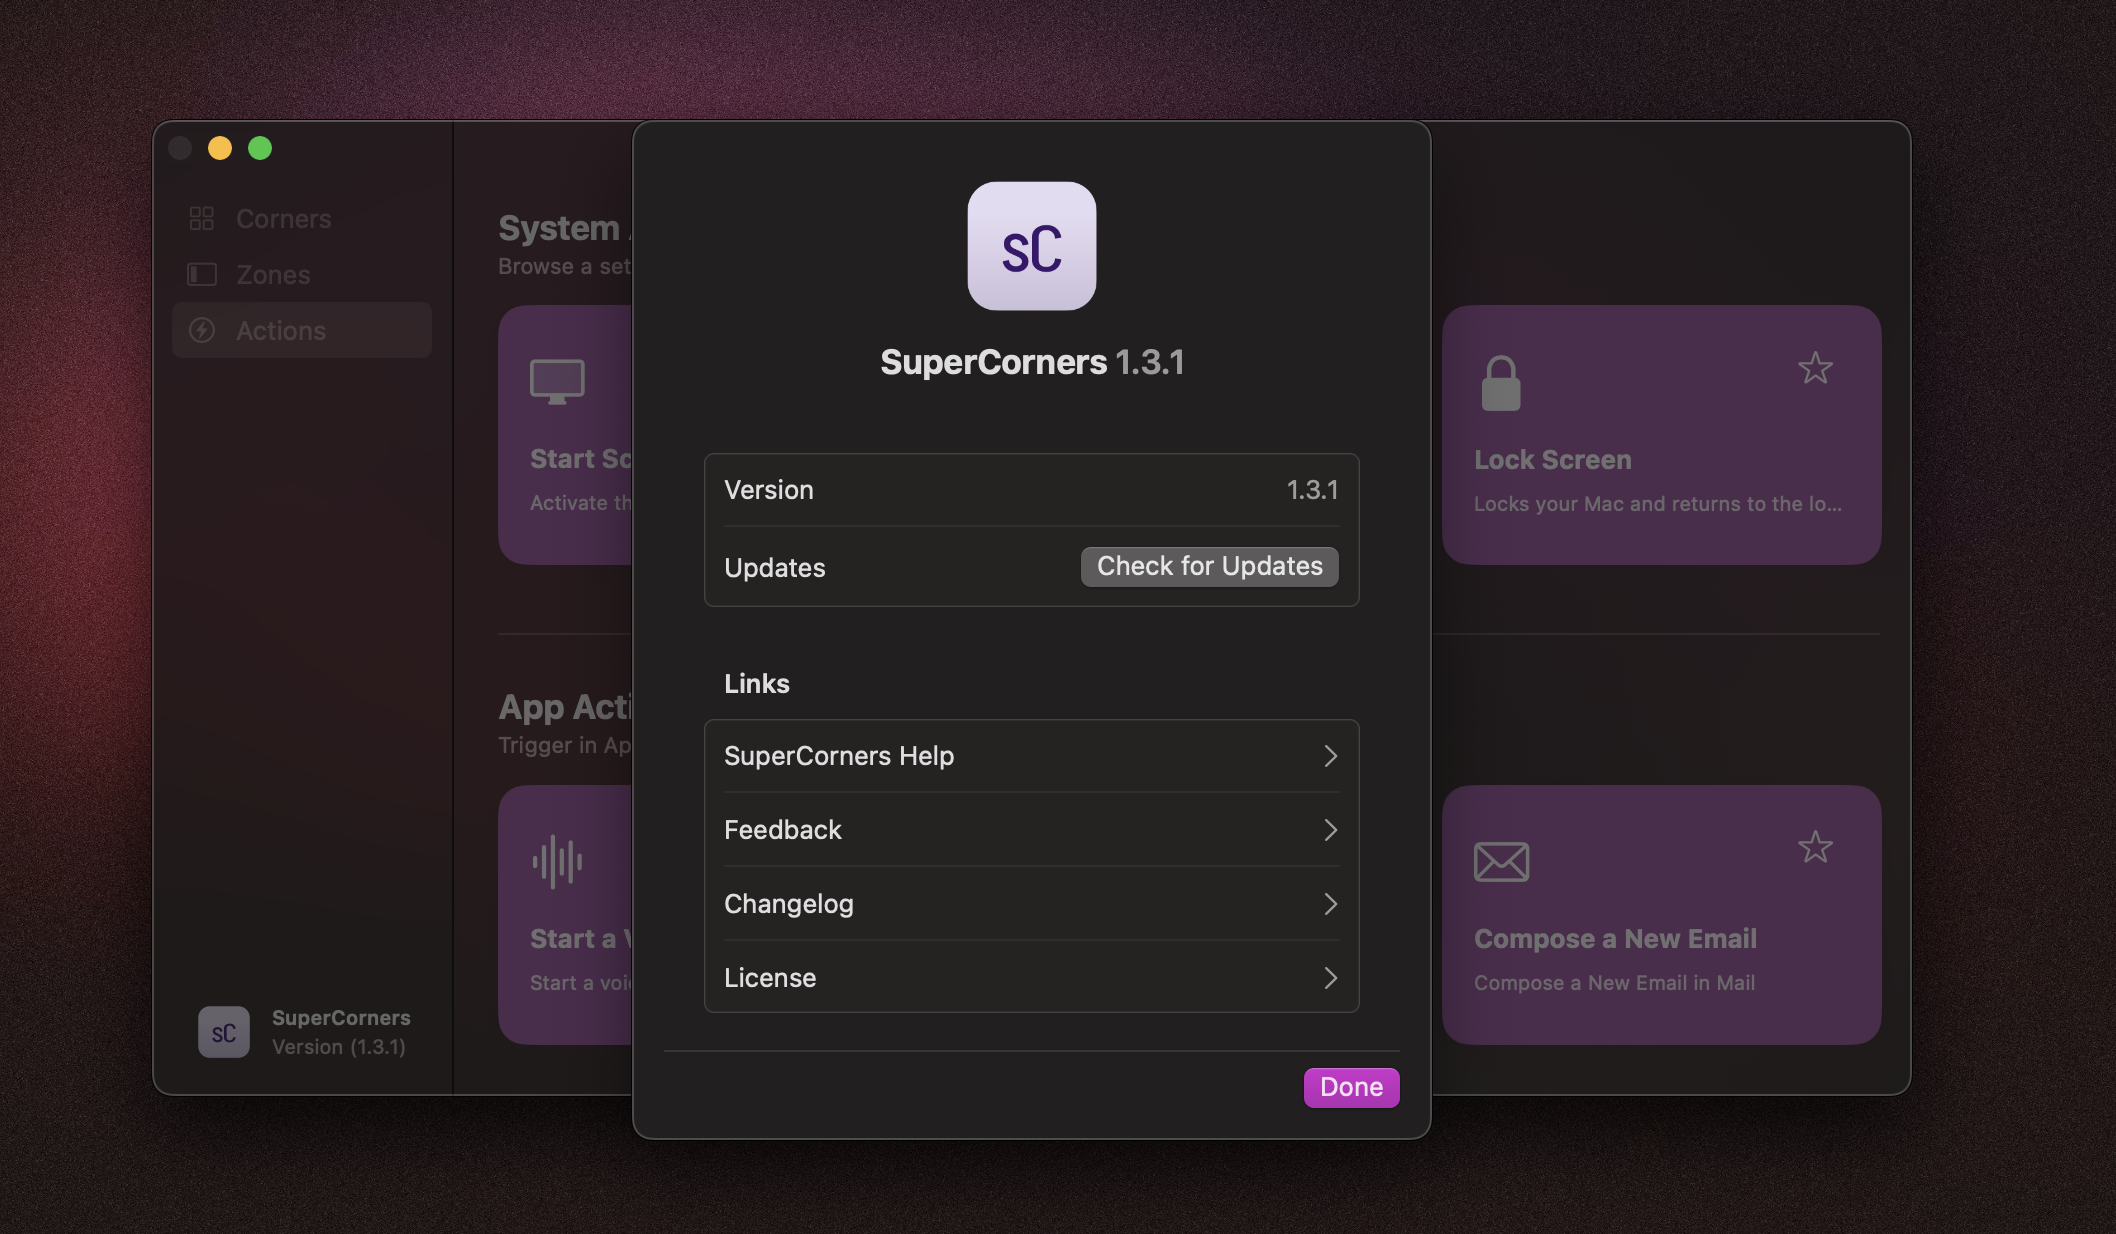 Corners
Zones
Actions
SuperCorners
Version (1.3.1)
System
Browse a set
Start Sc
Activate th
App Acti
Trigger in Ap
Start a V
Start a voi
sC
SuperCorners 1.3.1
Version 1.3.1
Updates Check for Updates
Links
SuperCorners Help
Feedback
Changelog
License
Done
Lock Screen
Locks your Mac and returns to the lo...
Compose a New Email
Compose a New Email in Mail
sC